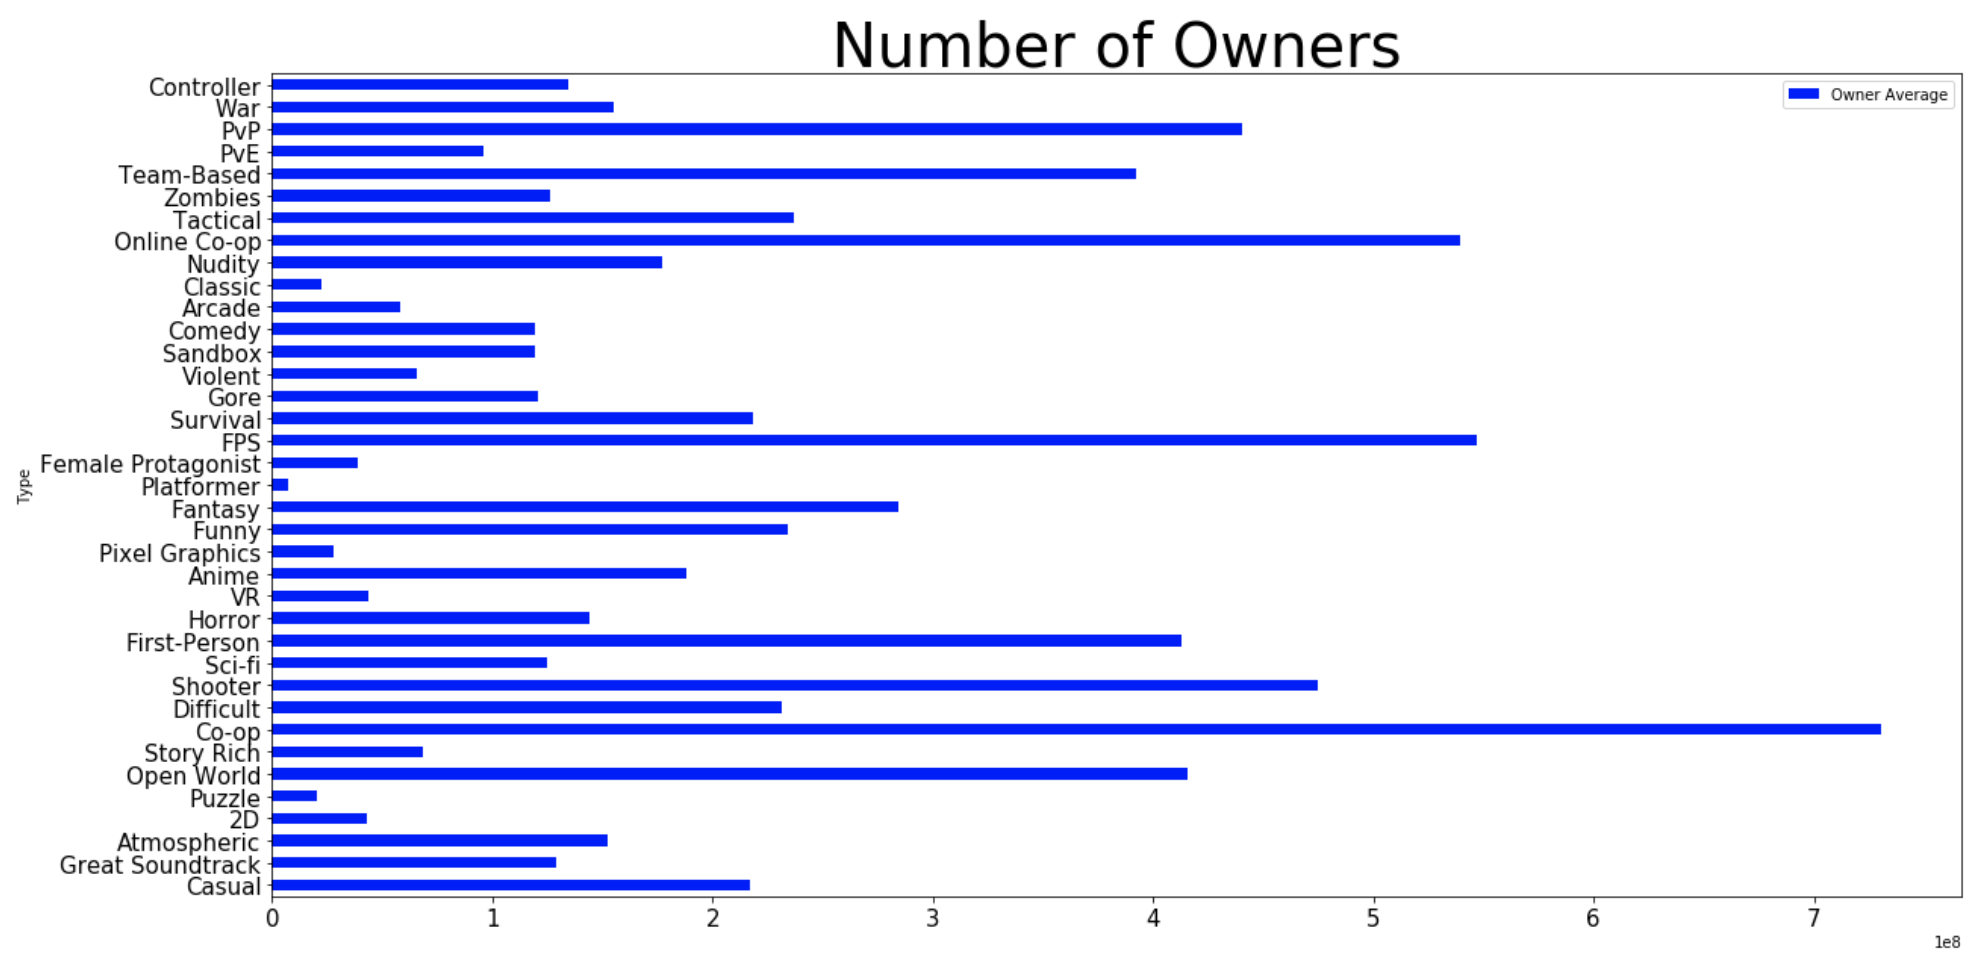 Number of Owners
Owner Average
Controller
War
PvP
PvE
Team-Based
Zombies
Tactical
Online Co-op
Nudity
Classic
Arcade
Comedy
Sandbox
Violent
Gore
Survival
FPS
Female Protagonist
Platformer
Fantasy
Funny
Pixel Graphics
Anime
VR
Horror
First-Person
Sci-fi
Shooter
Difficult
Co-op
Story Rich
Open World
Puzzle
2D
Atmospheric
Great Soundtrack
Casual
Type
0 1 2 3 4 5 6 7
1e8